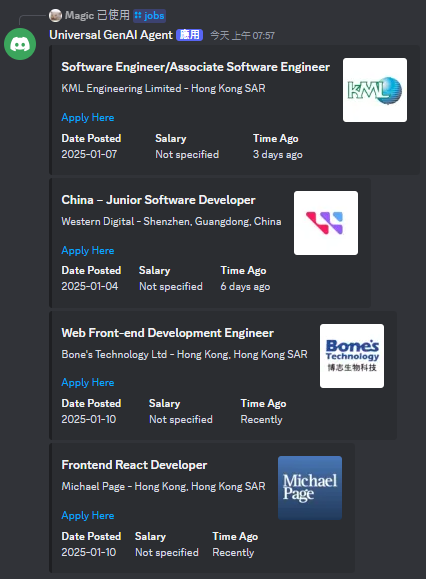 Magic 已使用 jobs
Universal GenAI Agent 應用 今天 上午 07:57
Software Engineer/Associate Software Engineer
KML Engineering Limited - Hong Kong SAR
KML
Apply Here
Date Posted Salary Time Ago
2025-01-07 Not specified 3 days ago
China – Junior Software Developer
Western Digital - Shenzhen, Guangdong, China
Apply Here
Date Posted Salary Time Ago
2025-01-04 Not specified 6 days ago
Web Front-end Development Engineer
Bone's Technology Ltd - Hong Kong, Hong Kong SAR
Bone's
Technology
博志生物科技
Apply Here
Date Posted Salary Time Ago
2025-01-10 Not specified Recently
Frontend React Developer
Michael Page - Hong Kong, Hong Kong SAR
Michael
Page
Apply Here
Date Posted Salary Time Ago
2025-01-10 Not specified Recently